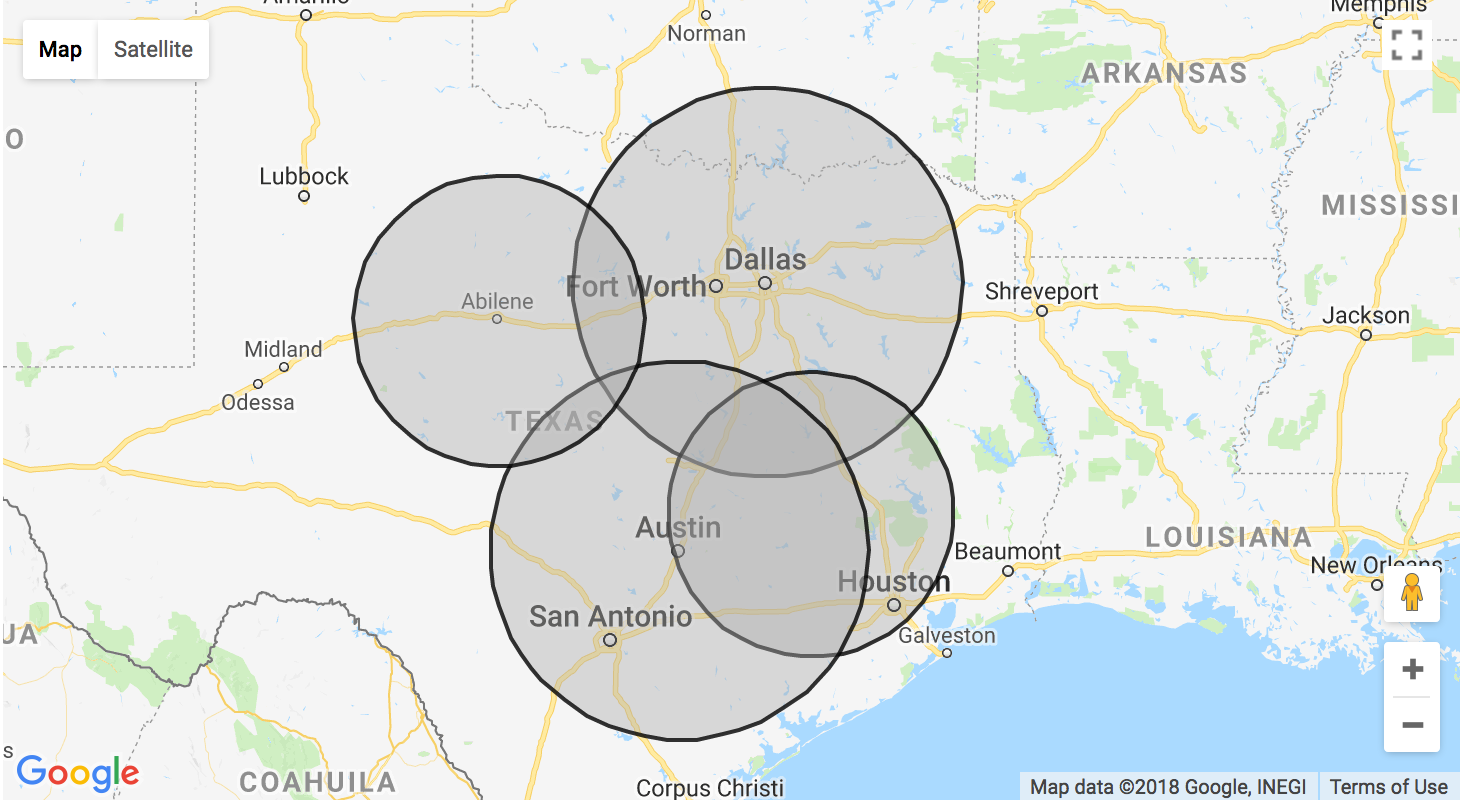 Amarillo
Memphis
Norman
Map
Satellite
ARKANSAS
O
Lubbock
MISSISSI
Dallas
Fort Worth
Shreveport
Abilene
Jackson
Midland
Odessa
TEXAS
Austin
LOUISIANA
Beaumont
New Orleans
Houston
San Antonio
UA
Galveston
s
Google
COAHUILA
Corpus Christi
Map data ©2018 Google, INEGI
Terms of Use